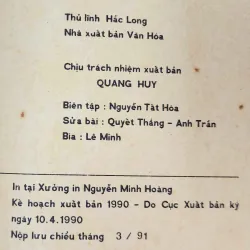 Thủ lĩnh Hắc Long
Nhà xuất bản Văn Hóa
Chịu trách nhiệm xuất bản
QUANG HUY
Biên tập : Nguyễn Tất Hòa
Sửa bài : Quyết Thắng - Anh Trần
Bìa : Lê Minh
In tại Xưởng in Nguyễn Minh Hoàng
Kế hoạch xuất bản 1990 - Do Cục Xuất bản ký
ngày 10.4.1990
Nộp lưu chiểu tháng 3 / 91